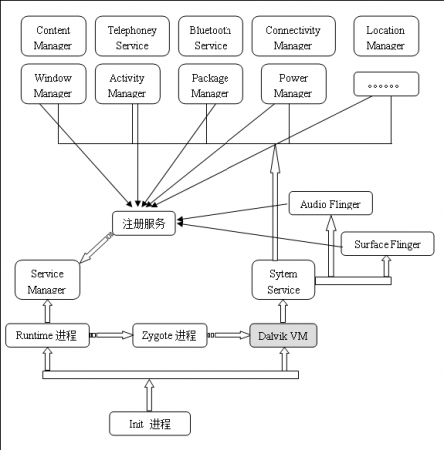 Content
Manager
Telephoney
Service
Bluetooth
Service
Connectivity
Manager
Location
Manager
Window
Manager
Activity
Manager
Package
Manager
Power
Manager
。。。。。。
Audio Flinger
注册服务
Surface Flinger
Service
Manager
Sytem
Service
Runtime 进程
Zygote 进程
Dalvik VM
Init 进程